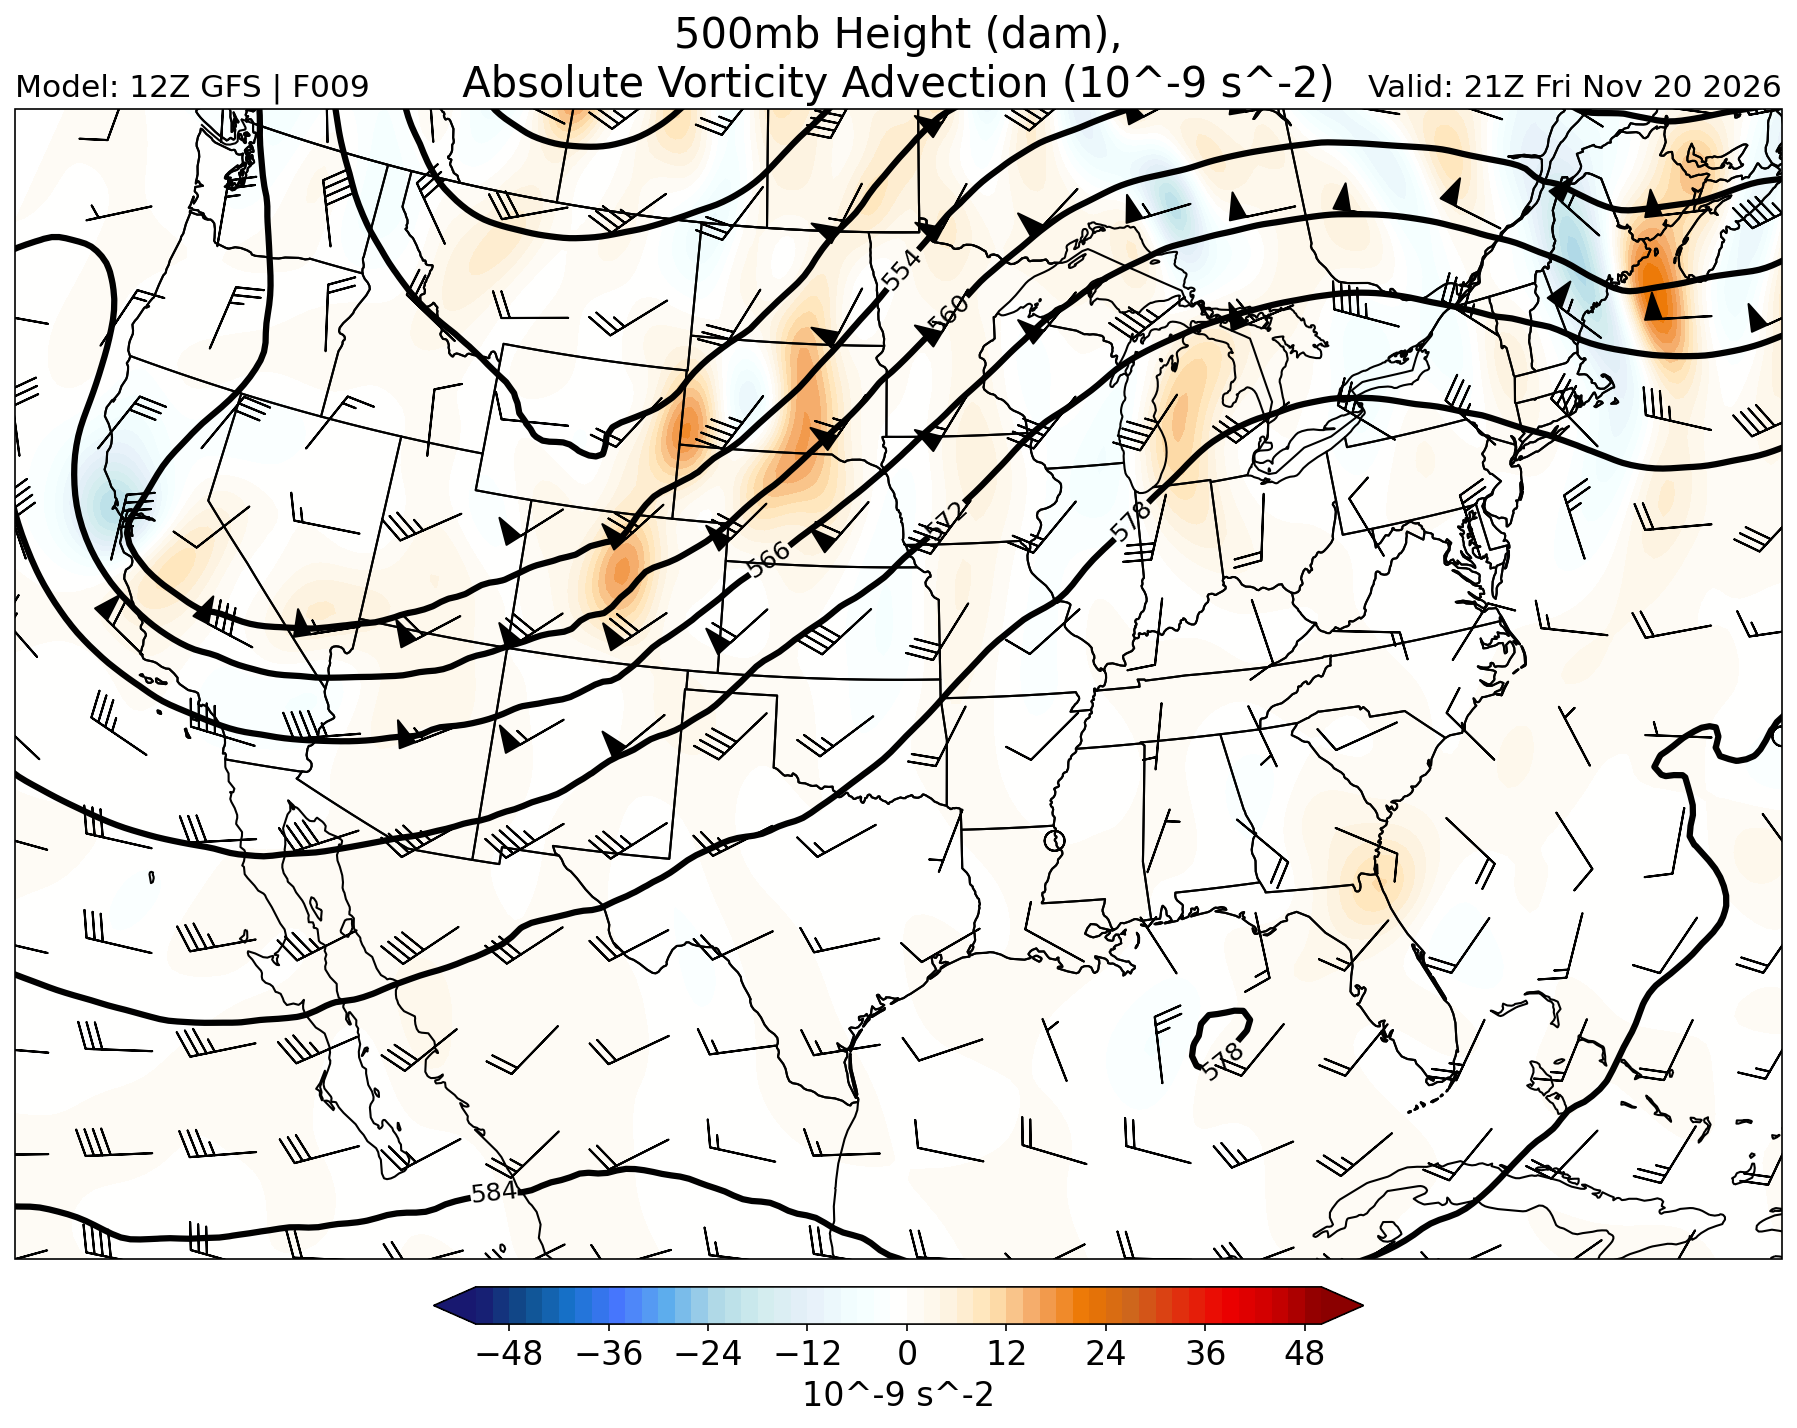 500mb Height (dam),
Model: 12Z GFS | F009
Absolute Vorticity Advection (10^-9 s^-2)
Valid: 21Z Fri Nov 20 2026
554
560
572
578
566
578
584
−48 −36 −24 −12 0 12 24 36 48
10^-9 s^-2